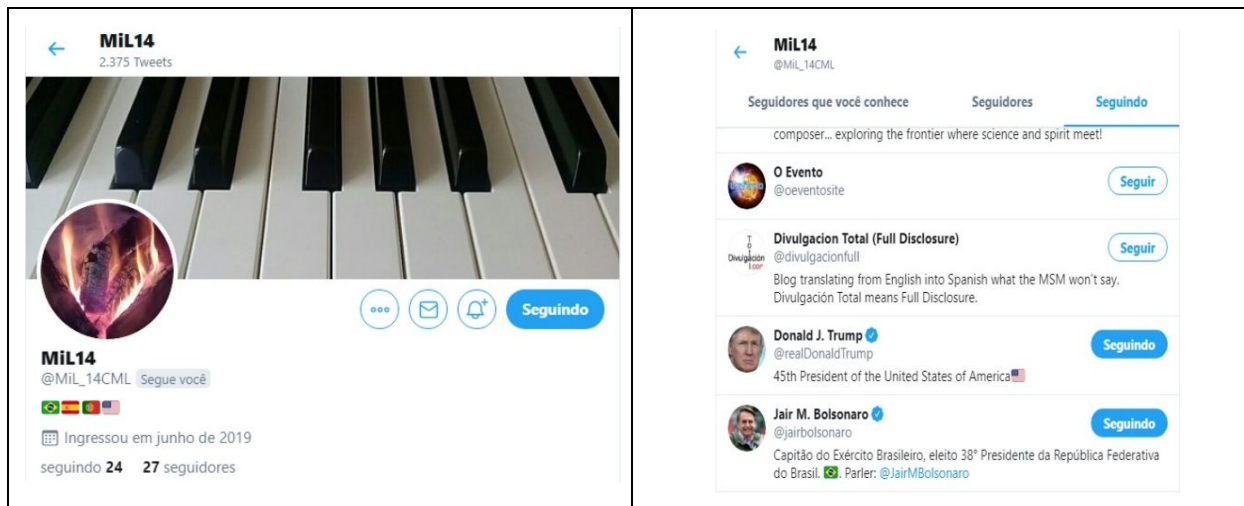 MiL14
2.375 Tweets
Seguindo
MiL14
@MiL_14CML Segue você
Ingressou em junho de 2019
seguindo 24 27 seguidores
MiL14
@MiL_14CML
Seguidores que você conhece Seguidores Seguindo
composer... exploring the frontier where science and spirit meet!
O Evento
@oeventosite
Seguir
Divulgacion Total (Full Disclosure)
@divulgacionfull
Seguir
Blog translating from English into Spanish what the MSM won't say.
Divulgación Total means Full Disclosure.
Donald J. Trump
@realDonaldTrump
Seguindo
45th President of the United States of America🇺🇸
Jair M. Bolsonaro
@jairbolsonaro
Seguindo
Capitão do Exército Brasileiro, eleito 38° Presidente da República Federativa
do Brasil. 🇧🇷. Parler: @JairMBolsonaro